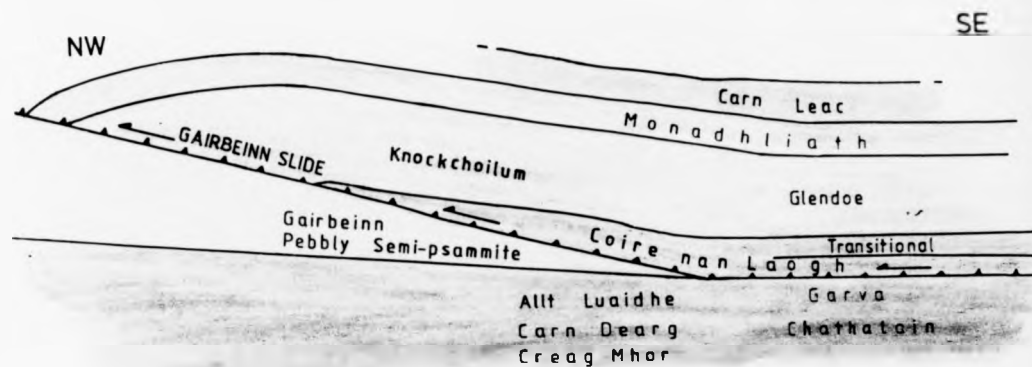 SE
NW
Carn Leac
Monadhliath
GAIRBEINN SLIDE
Knockchoilum
Glendoe
Gairbeinn
Pebbly Semi-psammite
Coire nan Laogh
Transitional
Allt Luaidhe
Garva
Carn Dearg
Chathalain
Creag Mhor